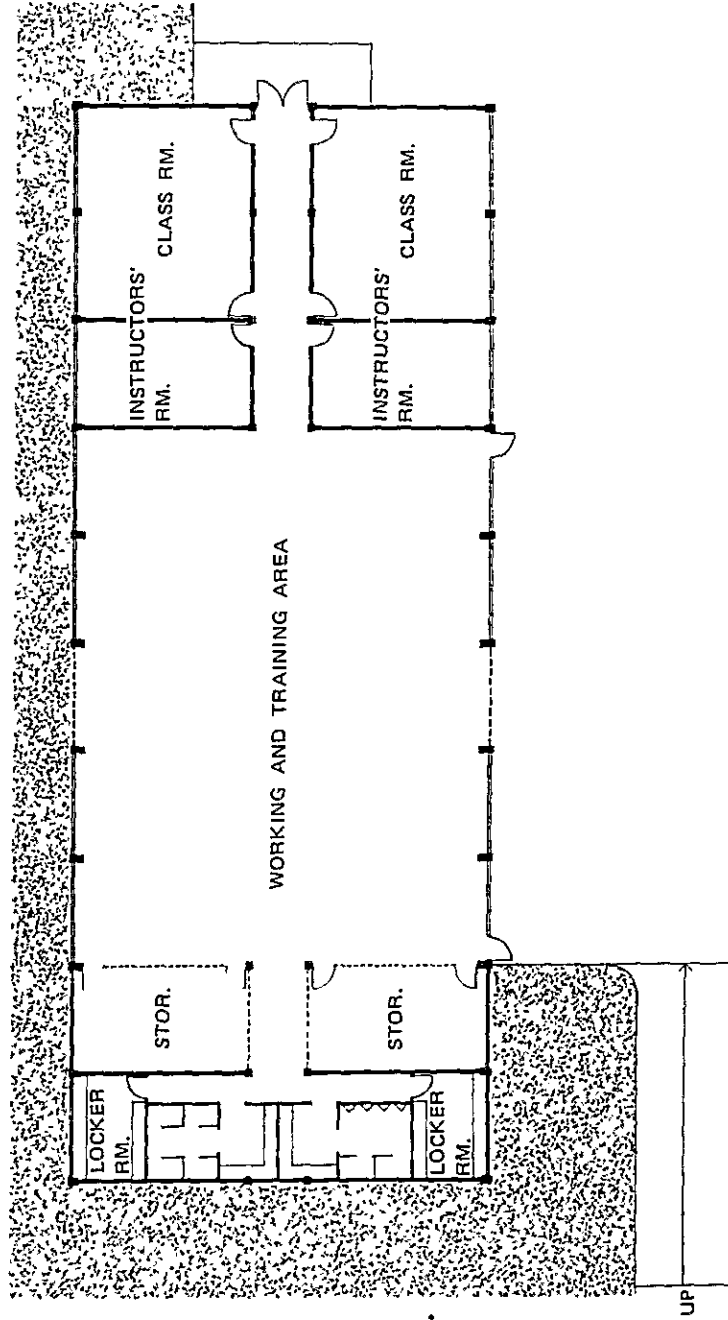 CLASS RM.
CLASS RM.
INSTRUCTORS'
RM.
INSTRUCTORS'
RM.
WORKING AND TRAINING AREA
STOR.
STOR.
LOCKER
RM.
LOCKER
RM.
UP